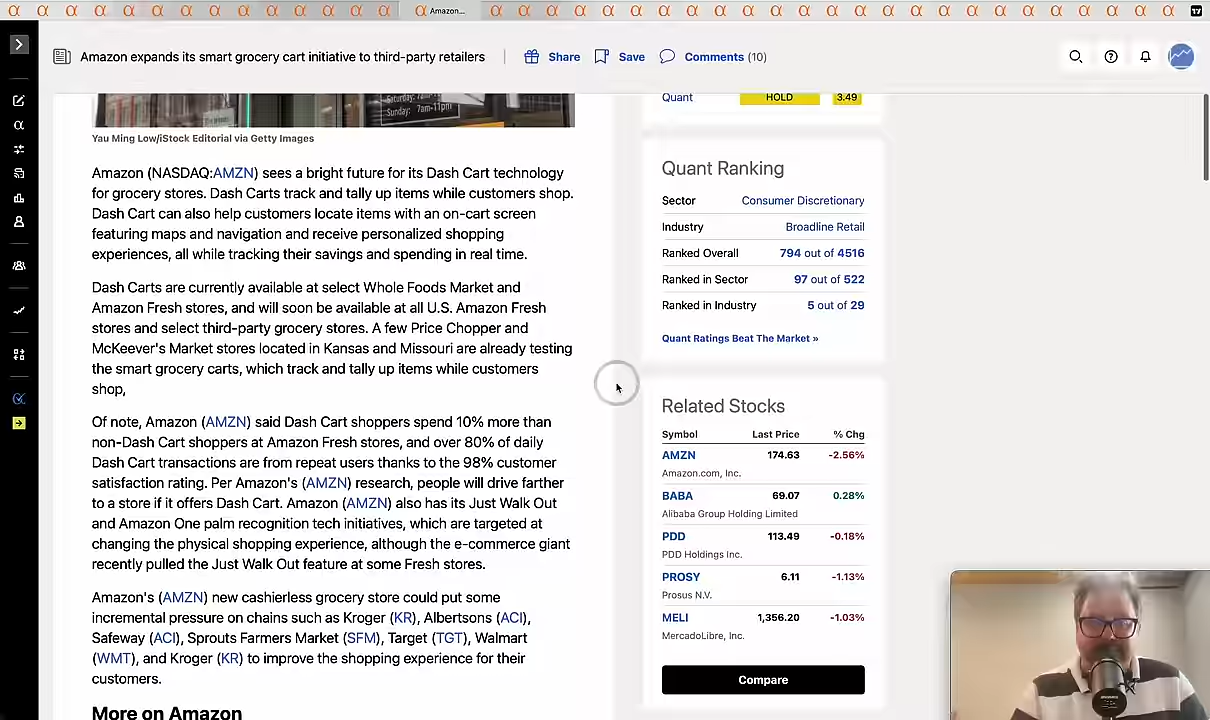 Amazon...
Amazon expands its smart grocery cart initiative to third-party retailers
Share
Save
Comments (10)
Saturday: 7am-
Sunday: 7am-11pm
Yau Ming Low/iStock Editorial via Getty Images
Amazon (NASDAQ:AMZN) sees a bright future for its Dash Cart technology
for grocery stores. Dash Carts track and tally up items while customers shop.
Dash Cart can also help customers locate items with an on-cart screen
featuring maps and navigation and receive personalized shopping
experiences, all while tracking their savings and spending in real time.
Dash Carts are currently available at select Whole Foods Market and
Amazon Fresh stores, and will soon be available at all U.S. Amazon Fresh
stores and select third-party grocery stores. A few Price Chopper and
McKeever's Market stores located in Kansas and Missouri are already testing
the smart grocery carts, which track and tally up items while customers
shop,
Of note, Amazon (AMZN) said Dash Cart shoppers spend 10% more than
non-Dash Cart shoppers at Amazon Fresh stores, and over 80% of daily
Dash Cart transactions are from repeat users thanks to the 98% customer
satisfaction rating. Per Amazon's (AMZN) research, people will drive farther
to a store if it offers Dash Cart. Amazon (AMZN) also has its Just Walk Out
and Amazon One palm recognition tech initiatives, which are targeted at
changing the physical shopping experience, although the e-commerce giant
recently pulled the Just Walk Out feature at some Fresh stores.
Amazon's (AMZN) new cashierless grocery store could put some
incremental pressure on chains such as Kroger (KR), Albertsons (ACI),
Safeway (ACI), Sprouts Farmers Market (SFM), Target (TGT), Walmart
(WMT), and Kroger (KR) to improve the shopping experience for their
customers.
More on Amazon
Quant HOLD 3.49
Quant Ranking
Sector Consumer Discretionary
Industry Broadline Retail
Ranked Overall 794 out of 4516
Ranked in Sector 97 out of 522
Ranked in Industry 5 out of 29
Quant Ratings Beat The Market »
Related Stocks
Symbol Last Price % Chg
AMZN 174.63 -2.56%
Amazon.com, Inc.
BABA 69.07 0.28%
Alibaba Group Holding Limited
PDD 113.49 -0.18%
PDD Holdings Inc.
PROSY 6.11 -1.13%
Prosus N.V.
MELI 1,356.20 -1.03%
MercadoLibre, Inc.
Compare